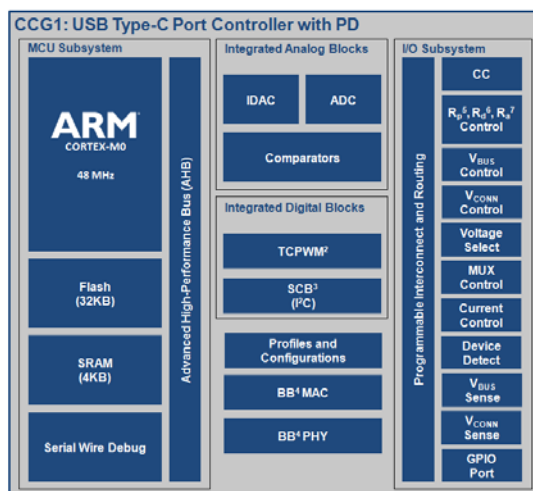 CCG1: USB Type-C Port Controller with PD
MCU Subsystem
ARM
CORTEX-M0
48 MHz
Flash
(32KB)
SRAM
(4KB)
Serial Wire Debug
Advanced High-Performance Bus (AHB)
Integrated Analog Blocks
IDAC
ADC
Comparators
Integrated Digital Blocks
TCPWM²
SCB³
(I²C)
Profiles and
Configurations
BB⁴ MAC
BB⁴ PHY
I/O Subsystem
Programmable Interconnect and Routing
CC
Rp⁵, Rd⁶, Ra⁷
Control
VBUS
Control
VCONN
Control
Voltage
Select
MUX
Control
Current
Control
Device
Detect
VBUS
Sense
VCONN
Sense
GPIO
Port